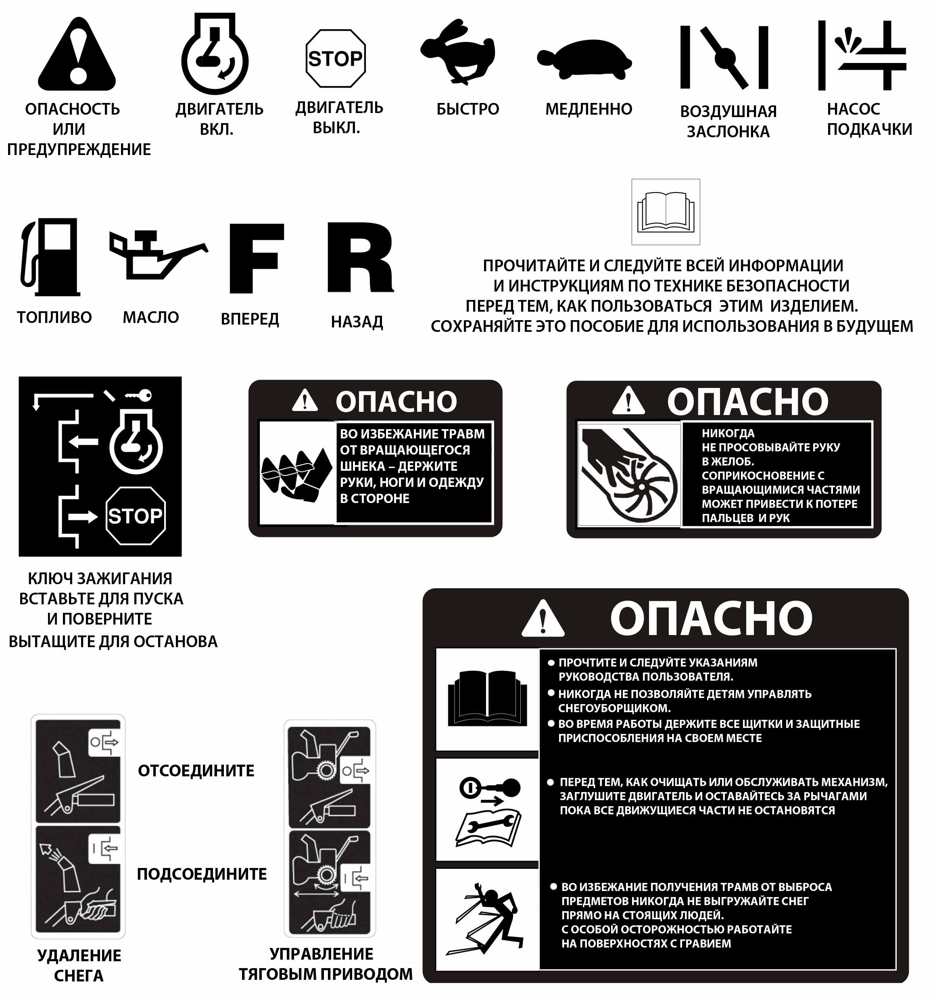 STOP
ОПАСНОСТЬ
ИЛИ
ПРЕДУПРЕЖДЕНИЕ
ДВИГАТЕЛЬ
ВКЛ.
ДВИГАТЕЛЬ
ВЫКЛ.
БЫСТРО
МЕДЛЕННО
ВОЗДУШНАЯ
ЗАСЛОНКА
НАСОС
ПОДКАЧКИ
F
R
ТОПЛИВО
МАСЛО
ВПЕРЕД
НАЗАД
ПРОЧИТАЙТЕ И СЛЕДУЙТЕ ВСЕЙ ИНФОРМАЦИИ
И ИНСТРУКЦИЯМ ПО ТЕХНИКЕ БЕЗОПАСНОСТИ
ПЕРЕД ТЕМ, КАК ПОЛЬЗОВАТЬСЯ ЭТИМ ИЗДЕЛИЕМ.
СОХРАНЯЙТЕ ЭТО ПОСОБИЕ ДЛЯ ИСПОЛЬЗОВАНИЯ В БУДУЩЕМ
STOP
КЛЮЧ ЗАЖИГАНИЯ
ВСТАВЬТЕ ДЛЯ ПУСКА
И ПОВЕРНИТЕ
ВЫТАЩИТЕ ДЛЯ ОСТАНОВА
ОПАСНО
ВО ИЗБЕЖАНИЕ ТРАВМ
ОТ ВРАЩАЮЩЕГОСЯ
ШНЕКА – ДЕРЖИТЕ
РУКИ, НОГИ И ОДЕЖДУ
В СТОРОНЕ
ОПАСНО
НИКОГДА
НЕ ПРОСОВЫВАЙТЕ РУКУ
В ЖЕЛОБ.
СОПРИКОСНОВЕНИЕ С
ВРАЩАЮЩИМИСЯ ЧАСТЯМИ
МОЖЕТ ПРИВЕСТИ К ПОТЕРЕ
ПАЛЬЦЕВ И РУК
ОТСОЕДИНИТЕ
ПОДСОЕДИНИТЕ
УДАЛЕНИЕ
СНЕГА
УПРАВЛЕНИЕ
ТЯГОВЫМ ПРИВОДОМ
ОПАСНО
● ПРОЧТИТЕ И СЛЕДУЙТЕ УКАЗАНИЯМ
РУКОВОДСТВА ПОЛЬЗОВАТЕЛЯ.
● НИКОГДА НЕ ПОЗВОЛЯЙТЕ ДЕТЯМ УПРАВЛЯТЬ
СНЕГОУБОРЩИКОМ.
● ВО ВРЕМЯ РАБОТЫ ДЕРЖИТЕ ВСЕ ЩИТКИ И ЗАЩИТНЫЕ
ПРИСПОСОБЛЕНИЯ НА СВОЕМ МЕСТЕ
● ПЕРЕД ТЕМ, КАК ОЧИЩАТЬ ИЛИ ОБСЛУЖИВАТЬ МЕХАНИЗМ,
ЗАГЛУШИТЕ ДВИГАТЕЛЬ И ОСТАВАЙТЕСЬ ЗА РЫЧАГАМИ
ПОКА ВСЕ ДВИЖУЩИЕСЯ ЧАСТИ НЕ ОСТАНОВЯТСЯ
● ВО ИЗБЕЖАНИЕ ПОЛУЧЕНИЯ ТРАМВ ОТ ВЫБРОСА
ПРЕДМЕТОВ НИКОГДА НЕ ВЫГРУЖАЙТЕ СНЕГ
ПРЯМО НА СТОЯЩИХ ЛЮДЕЙ.
С ОСОБОЙ ОСТОРОЖНОСТЬЮ РАБОТАЙТЕ
НА ПОВЕРХНОСТЯХ С ГРАВИЕМ